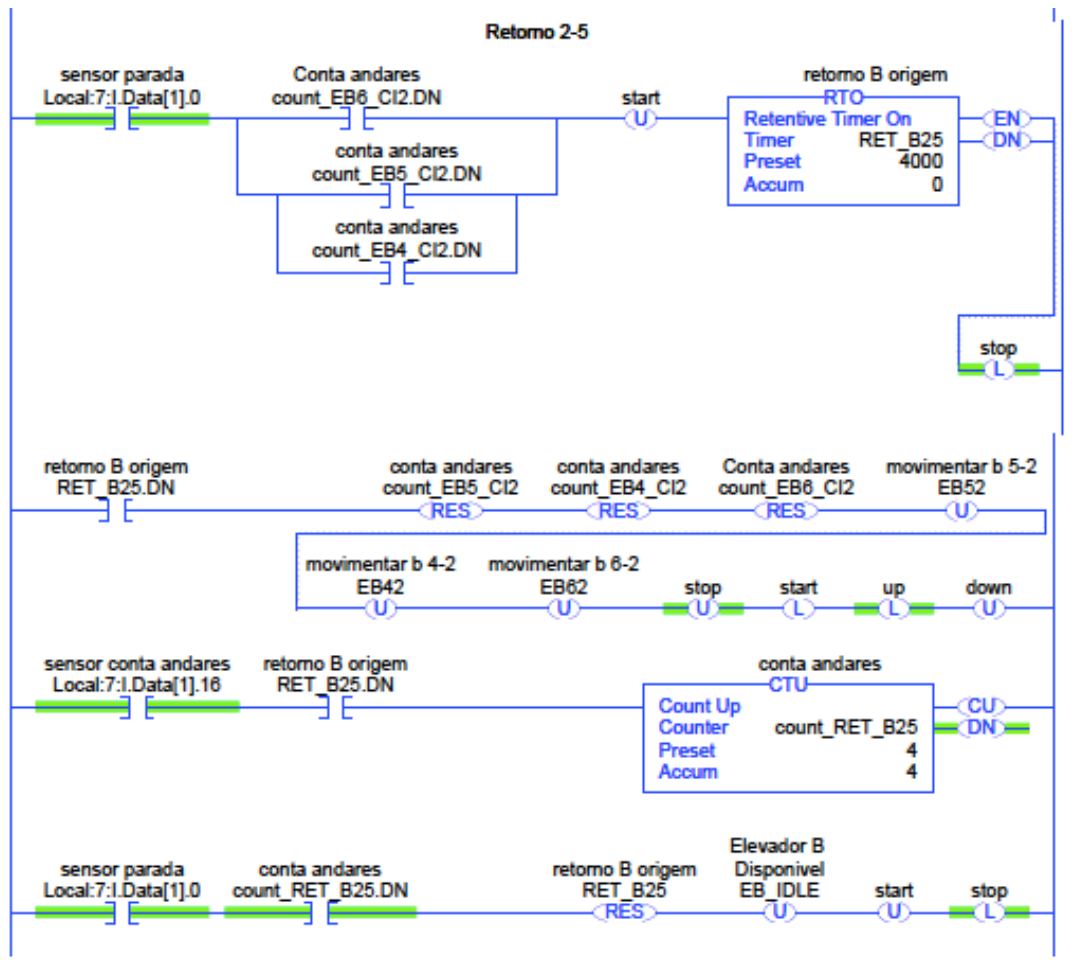 Retorno 2-5
sensor parada Conta andares retorno B origem
Local:7:I.Data[1].0 count_EB6_CI2.DN start RTO
U Retentive Timer On EN
conta andares Timer RET_B25 DN
count_EB5_CI2.DN Preset 4000
Accum 0
conta andares
count_EB4_CI2.DN
stop
L
retorno B origem conta andares conta andares Conta andares movimentar b 5-2
RET_B25.DN count_EB5_CI2 count_EB4_CI2 count_EB6_CI2 EB52
RES RES RES U
movimentar b 4-2 movimentar b 6-2
EB42 EB62 stop start up down
U U U L L U
sensor conta andares retorno B origem conta andares
Local:7:I.Data[1].16 RET_B25.DN CTU
Count Up CU
Counter count_RET_B25 DN
Preset 4
Accum 4
Elevador B
sensor parada conta andares retorno B origem Disponivel
Local:7:I.Data[1].0 count_RET_B25.DN RET_B25 EB_IDLE start stop
RES U U L